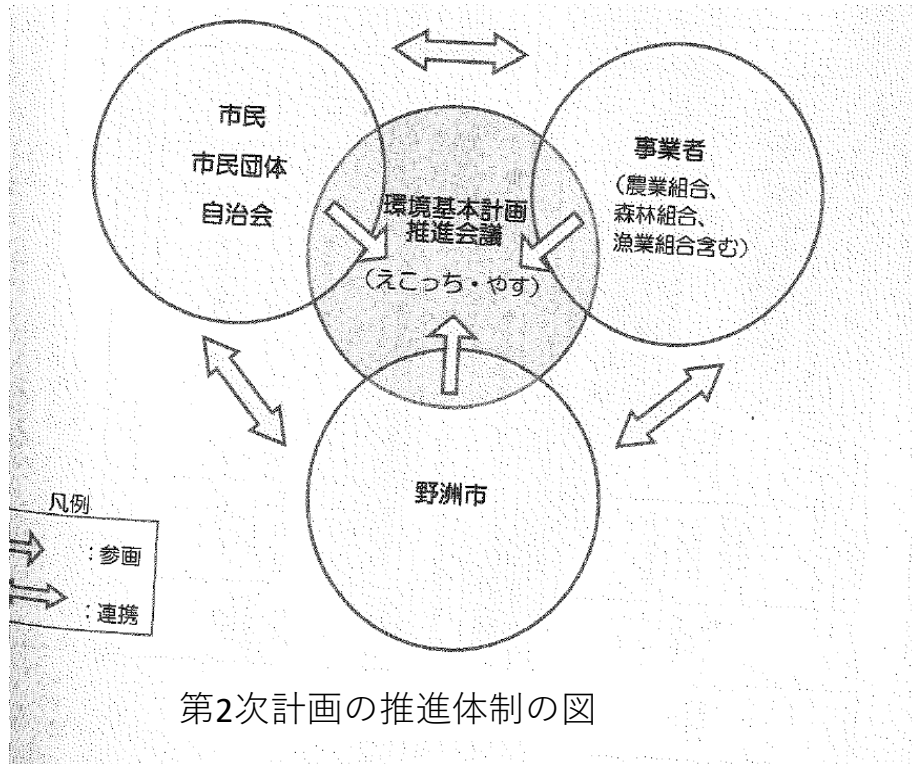 市民
市民団体
自治会
事業者
(農業組合、
森林組合、
漁業組合含む)
環境基本計画
推進会議
(えこっち・やす)
野洲市
凡例
:参画
:連携
第2次計画の推進体制の図